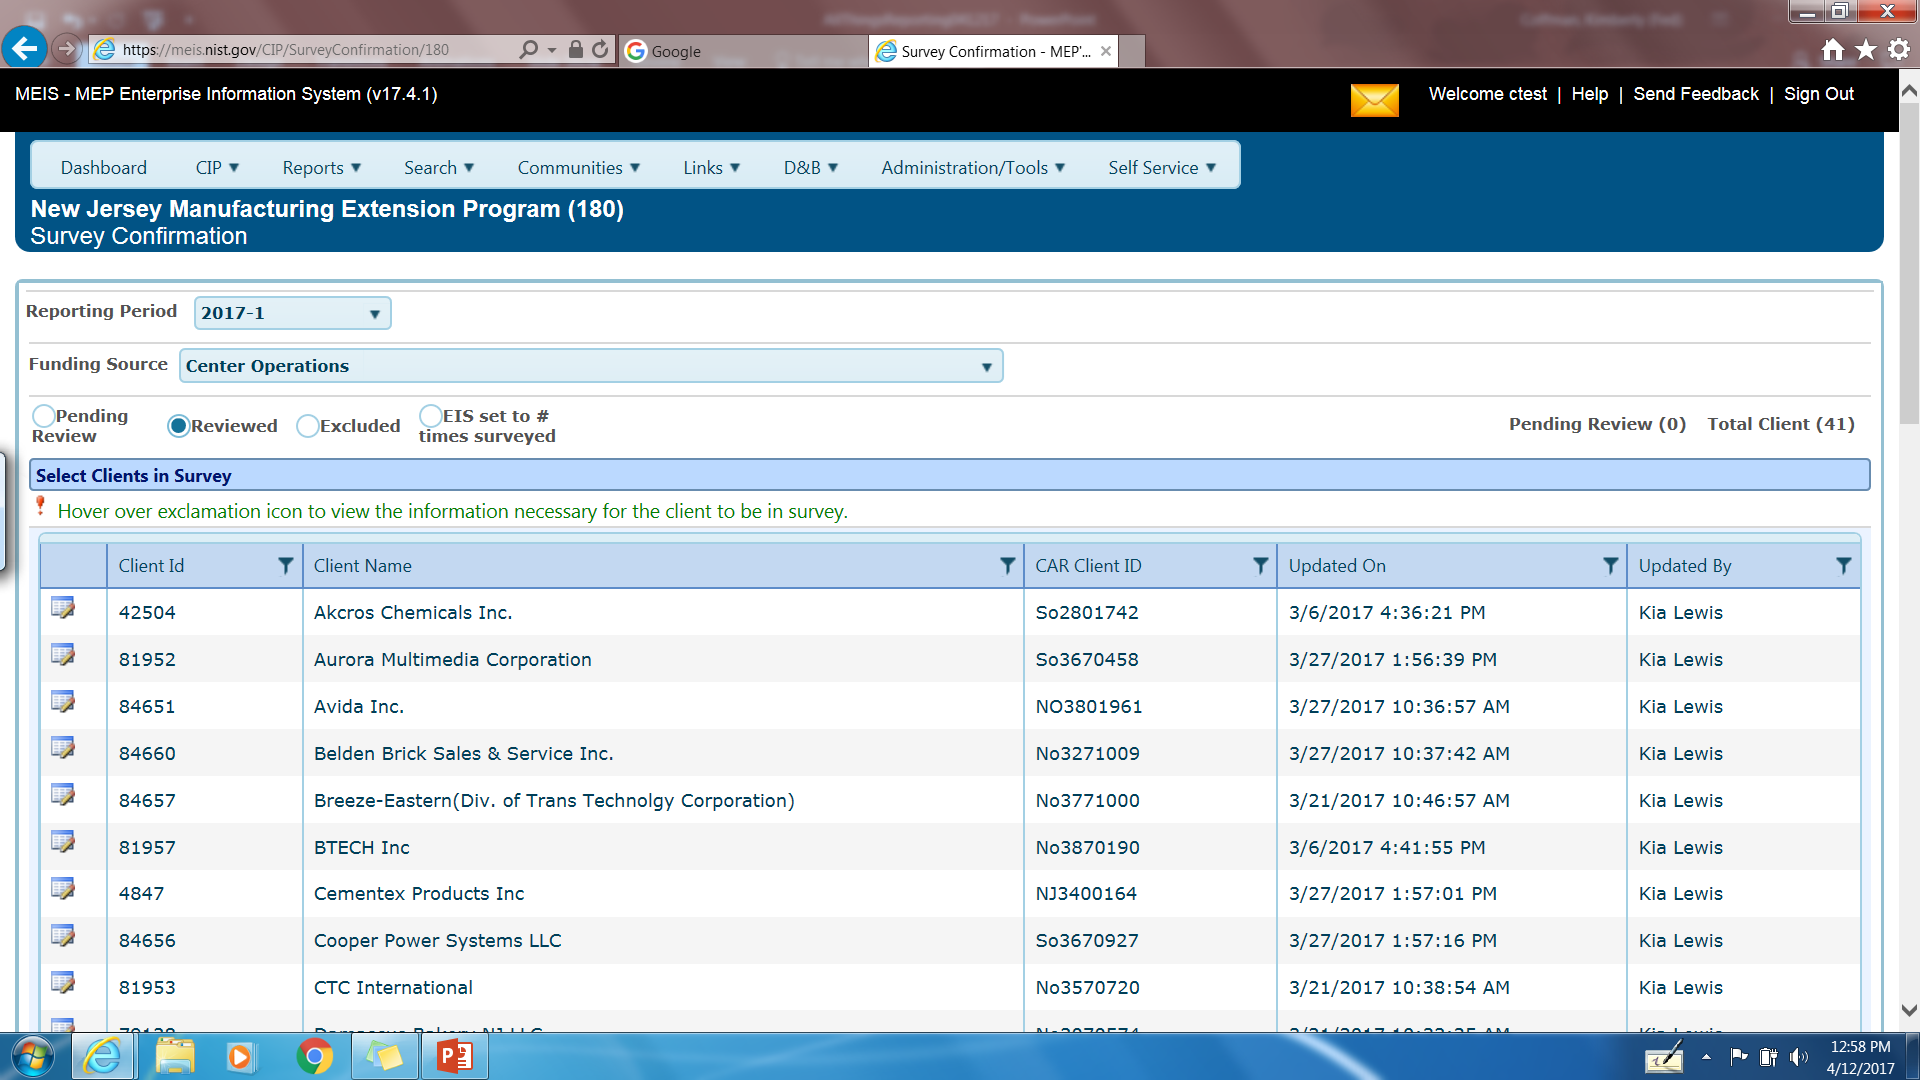 https://meis.nist.gov/CIP/SurveyConfirmation/180
Google
Survey Confirmation - MEP'...
MEIS - MEP Enterprise Information System (v17.4.1)
Welcome ctest | Help | Send Feedback | Sign Out
Dashboard CIP Reports Search Communities Links D&B Administration/Tools Self Service
New Jersey Manufacturing Extension Program (180)
Survey Confirmation
Reporting Period 2017-1
Funding Source Center Operations
Pending Review Reviewed Excluded EIS set to # times surveyed Pending Review (0) Total Client (41)
Select Clients in Survey
Hover over exclamation icon to view the information necessary for the client to be in survey.
Client Id Client Name CAR Client ID Updated On Updated By
42504 Akcros Chemicals Inc. So2801742 3/6/2017 4:36:21 PM Kia Lewis
81952 Aurora Multimedia Corporation So3670458 3/27/2017 1:56:39 PM Kia Lewis
84651 Avida Inc. NO3801961 3/27/2017 10:36:57 AM Kia Lewis
84660 Belden Brick Sales & Service Inc. No3271009 3/27/2017 10:37:42 AM Kia Lewis
84657 Breeze-Eastern(Div. of Trans Technolgy Corporation) No3771000 3/21/2017 10:46:57 AM Kia Lewis
81957 BTECH Inc No3870190 3/6/2017 4:41:55 PM Kia Lewis
4847 Cementex Products Inc NJ3400164 3/27/2017 1:57:01 PM Kia Lewis
84656 Cooper Power Systems LLC So3670927 3/27/2017 1:57:16 PM Kia Lewis
81953 CTC International No3570720 3/21/2017 10:38:54 AM Kia Lewis
12:58 PM
4/12/2017